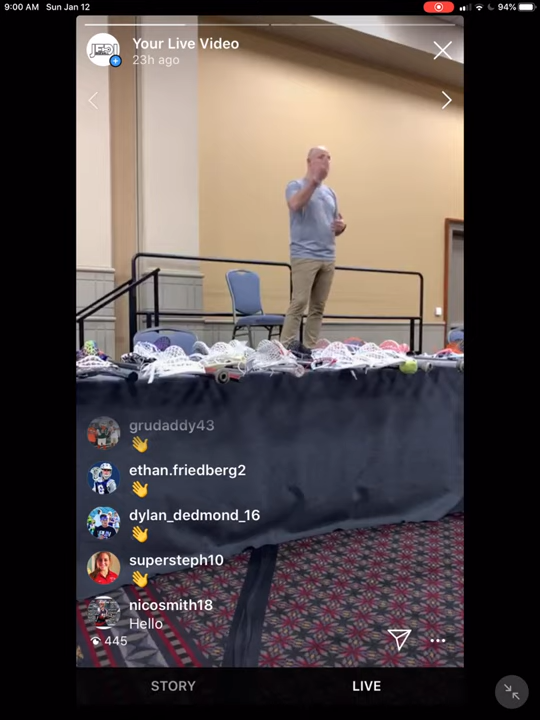 9:00 AM Sun Jan 12
94%
JEDI
Your Live Video
23h ago
grudaddy43
ethan.friedberg2
dylan_dedmond_16
supersteph10
nicosmith18
Hello
445
STORY
LIVE